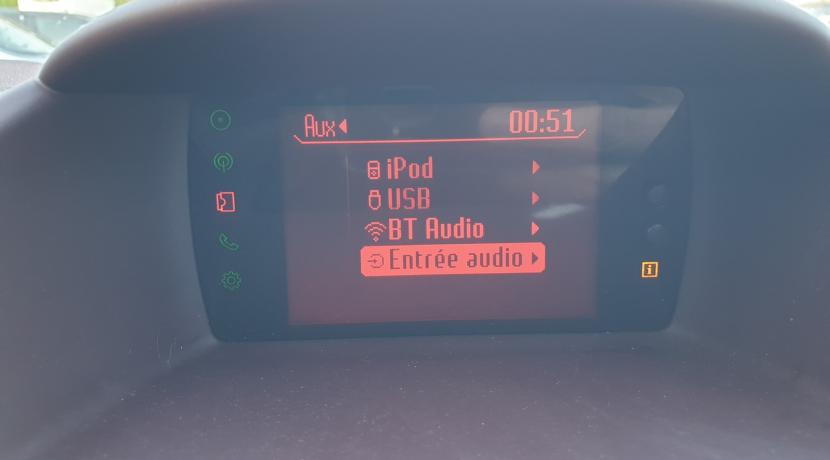 Aux 00:51
iPod
USB
BT Audio
Entrée audio
i